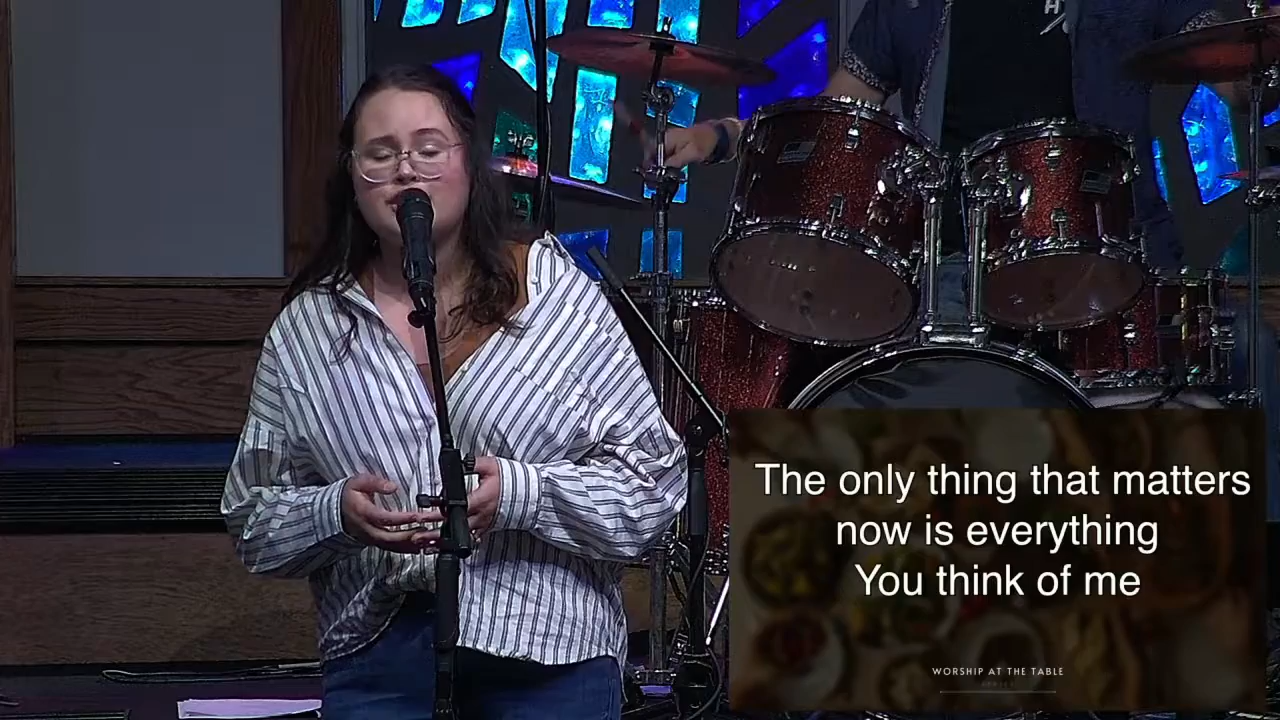 The only thing that matters
now is everything
You think of me
WORSHIP AT THE TABLE